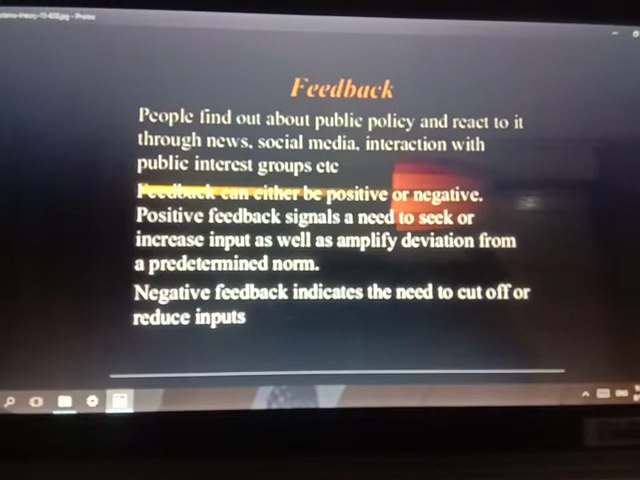 Feedback
People find out about public policy and react to it
through news, social media, interaction with
public interest groups etc
Feedback can either be positive or negative.
Positive feedback signals a need to seek or
increase input as well as amplify deviation from
a predetermined norm.
Negative feedback indicates the need to cut off or
reduce inputs
ENG